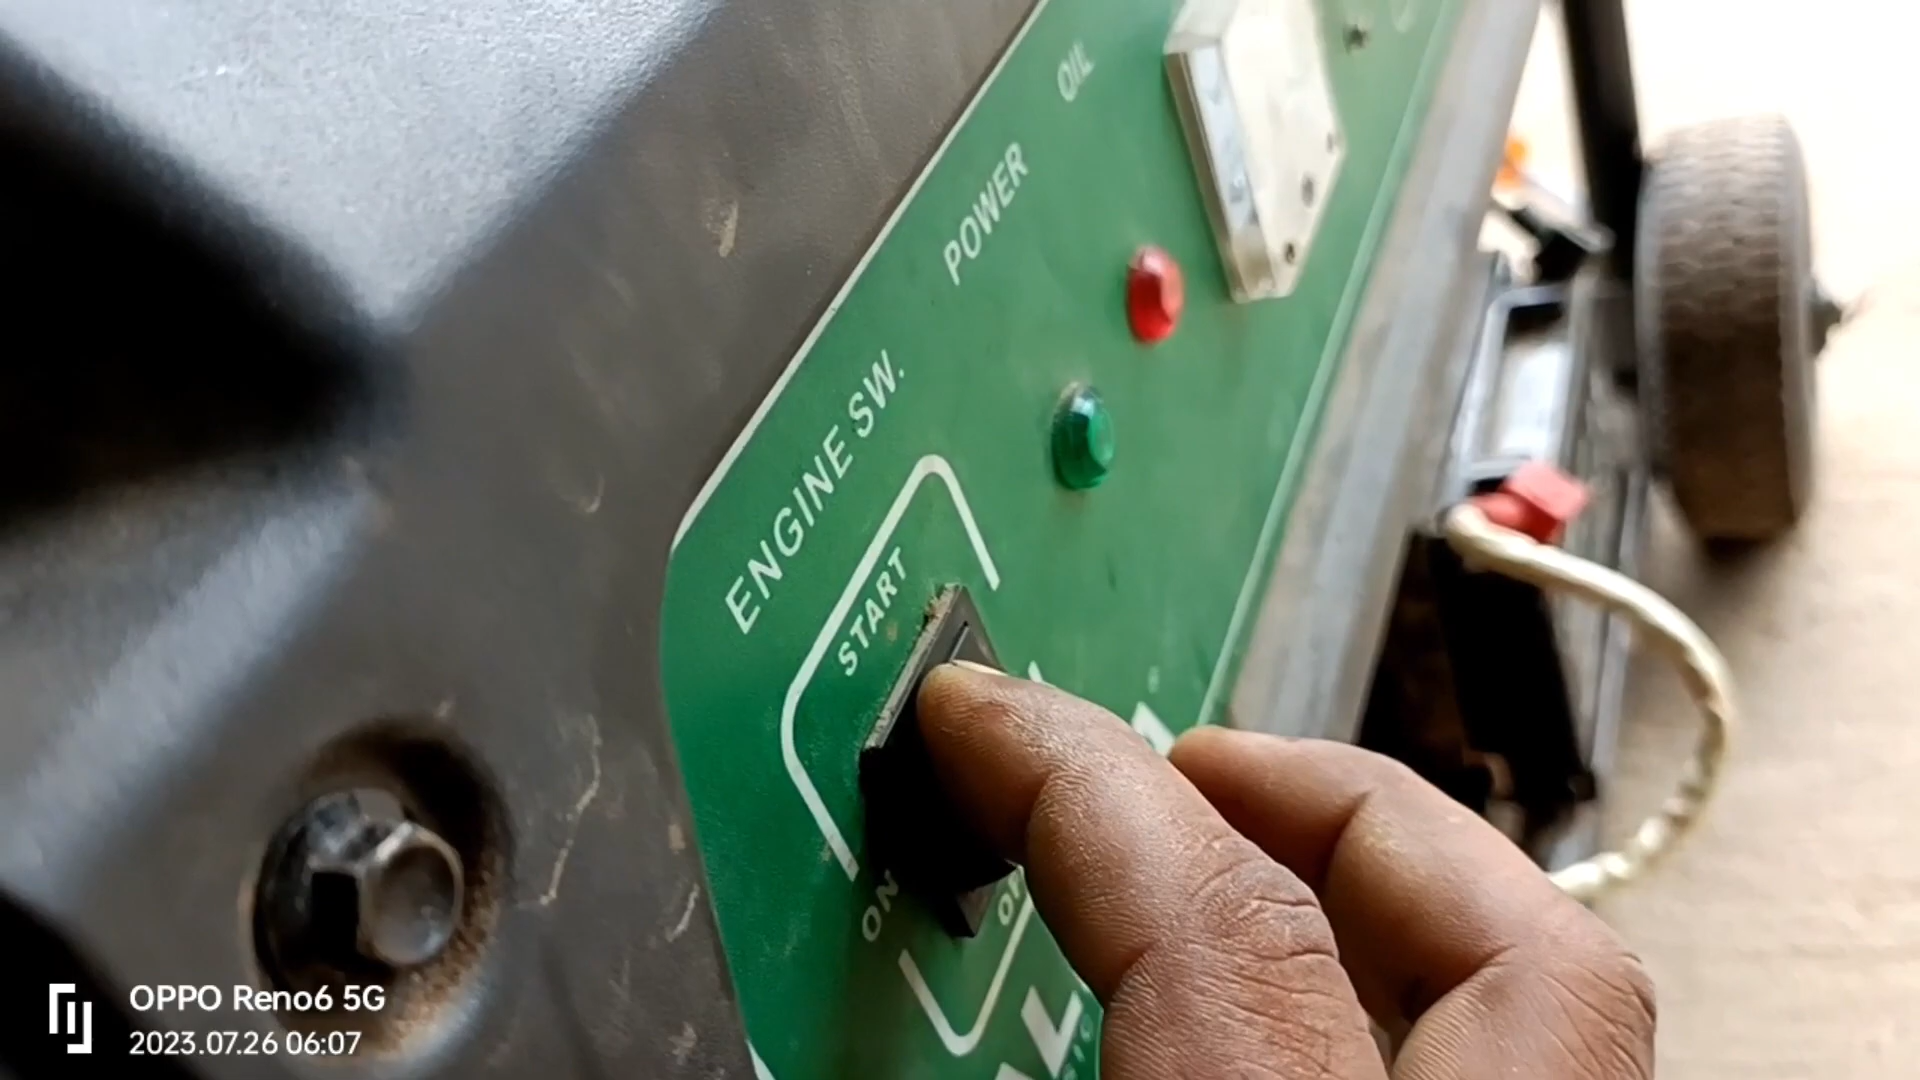 OIL
POWER
ENGINE SW.
START
ON
OPPO Reno6 5G
2023.07.26 06:07